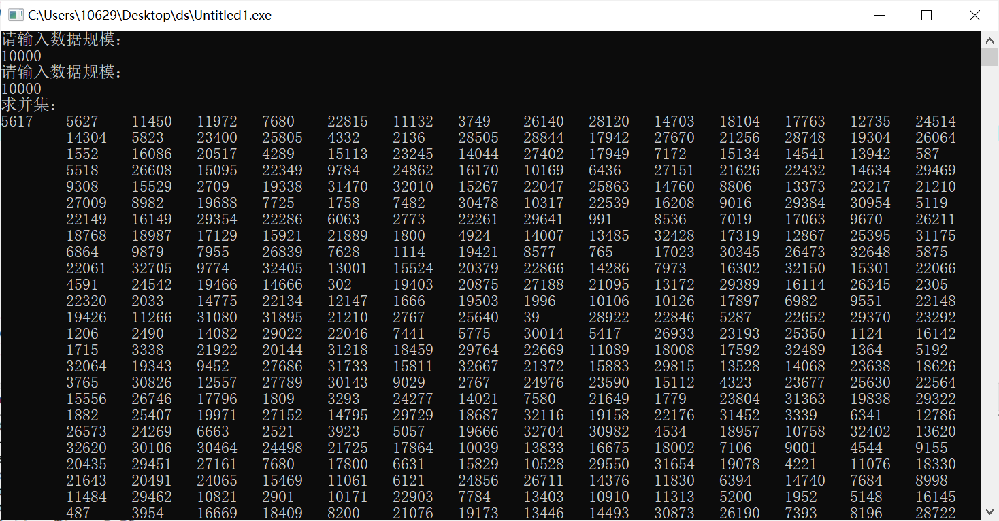 C:\Users\10629\Desktop\ds\Untitled1.exe
请输入数据规模:
10000
请输入数据规模:
10000
求并集:
5617 5627 11450 11972 7680 22815 11132 3749 26140 28120 14703 18104 17763 12735 24514
14304 5823 23400 25805 4332 2136 28505 28844 17942 27670 21256 28748 19304 26064
1552 16086 20517 4289 15113 23245 14044 27402 17949 7172 15134 14541 13942 587
5518 26608 15095 22349 9784 24862 16170 10169 6436 27151 21626 22432 14634 29469
9308 15529 2709 19338 31470 32010 15267 22047 25863 14760 8806 13373 23217 21210
27009 8982 19688 7725 1758 7482 30478 10317 22539 16208 9016 29384 30954 5119
22149 16149 29354 22286 6063 2773 22261 29641 991 8536 7019 17063 9670 26211
18768 18987 17129 15921 21889 1800 4924 14007 13485 32428 17319 12867 25395 31175
6864 9879 7955 26839 7628 1114 19421 8577 765 17023 30345 26473 32648 5875
22061 32705 9774 32405 13001 15524 20379 22866 14286 7973 16302 32150 15301 22066
4591 24542 19466 14666 302 19403 20875 27188 21095 13172 29389 16114 26345 2305
22320 2033 14775 22134 12147 1666 19503 1996 10106 10126 17897 6982 9551 22148
19426 11266 31080 31895 21210 2767 25640 39 28922 22846 5287 22652 29370 23292
1206 2490 14082 29022 22046 7441 5775 30014 5417 26933 23193 25350 1124 16142
1715 3338 21922 20144 31218 18459 29764 22669 11089 18008 17592 32489 1364 5192
32064 19343 9452 27686 31733 15811 32667 21372 15883 29815 13528 14068 23638 18626
3765 30826 12557 27789 30143 9029 2767 24976 23590 15112 4323 23677 25630 22564
15556 26746 17796 1809 3293 24277 14021 7580 21649 1779 23804 31363 19838 29322
1882 25407 19971 27152 14795 29729 18687 32116 19158 22176 31452 3339 6341 12786
26573 24269 6663 2521 3923 5057 19666 32704 30982 4534 18957 10758 32402 13620
32620 30106 30464 24498 21725 17864 10039 13833 16675 18002 7106 9001 4544 9155
20435 29451 27161 7680 17800 6631 15829 10528 29550 31654 19078 4221 11076 18330
21643 20491 24065 15469 11061 6121 24856 26711 14376 11830 6394 14740 7684 8998
11484 29462 10821 2901 10171 22903 7784 13403 10910 11313 5200 1952 5148 16145
487 3954 16669 18409 8200 21076 19173 13446 14493 30873 26190 7393 8196 28722